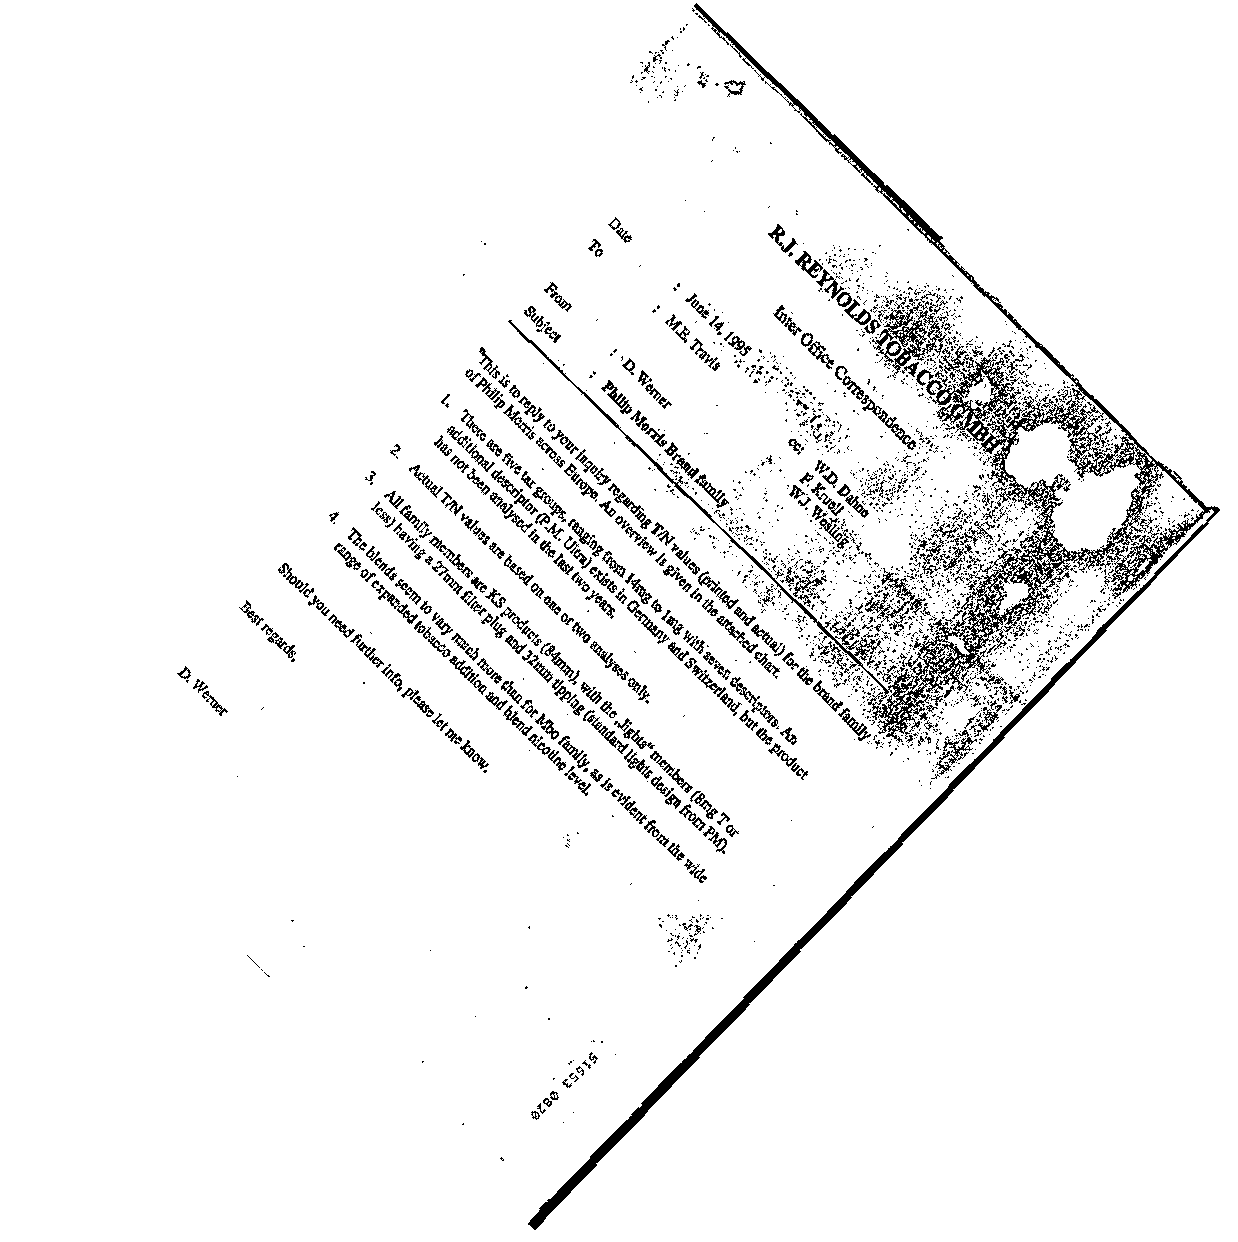 R.J. REYNOLDS TOBACCO GMBH
Inter Office Correspondence
Date : June 14, 1995
To : M.E. Travis
cc: W.D. Dahne
F. Kruell
W.J.
From : D. Werner
Subject : Philip Morris Brand family
This is to reply to your inquiry regarding T/N values (printed and actual) for the brand family
of Philip Morris across Europe. An overview is given in the attached chart.
1. There are five tar groups, ranging from 14mg to 1mg with seven descriptors. An
additional descriptor (P.M. Ultra) exists in Germany and Switzerland, but the product
has not been analysed in the last two years.
2. Actual T/N values are based on one or two analyses only.
3. All family members are KS products (84mm), with the „lights“ members (8mg T or
less) having a 27mm filter plug and 32mm tipping (standard lights design from PM).
4. The blends seem to vary much more than for Mbo family, as is evident from the wide
range of expanded tobacco addition and blend nicotine level.
Should you need further info, please let me know.
Best regards,
D. Werner
51653 0820